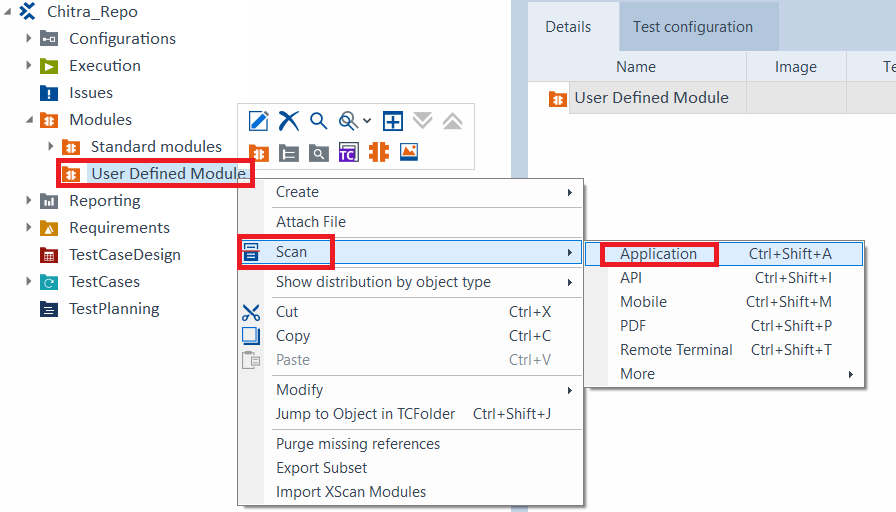 Chitra_Repo
Configurations
Execution
Issues
Modules
Standard modules
User Defined Module
Reporting
Requirements
TestCaseDesign
TestCases
TestPlanning
TC
Create
Attach File
Scan
Show distribution by object type
Cut Ctrl+X
Copy Ctrl+C
Paste Ctrl+V
Modify
Jump to Object in TCFolder Ctrl+Shift+J
Purge missing references
Export Subset
Import XScan Modules
Application Ctrl+Shift+A
API Ctrl+Shift+I
Mobile Ctrl+Shift+M
PDF Ctrl+Shift+P
Remote Terminal Ctrl+Shift+T
More
Details Test configuration
Name Image Te
User Defined Module